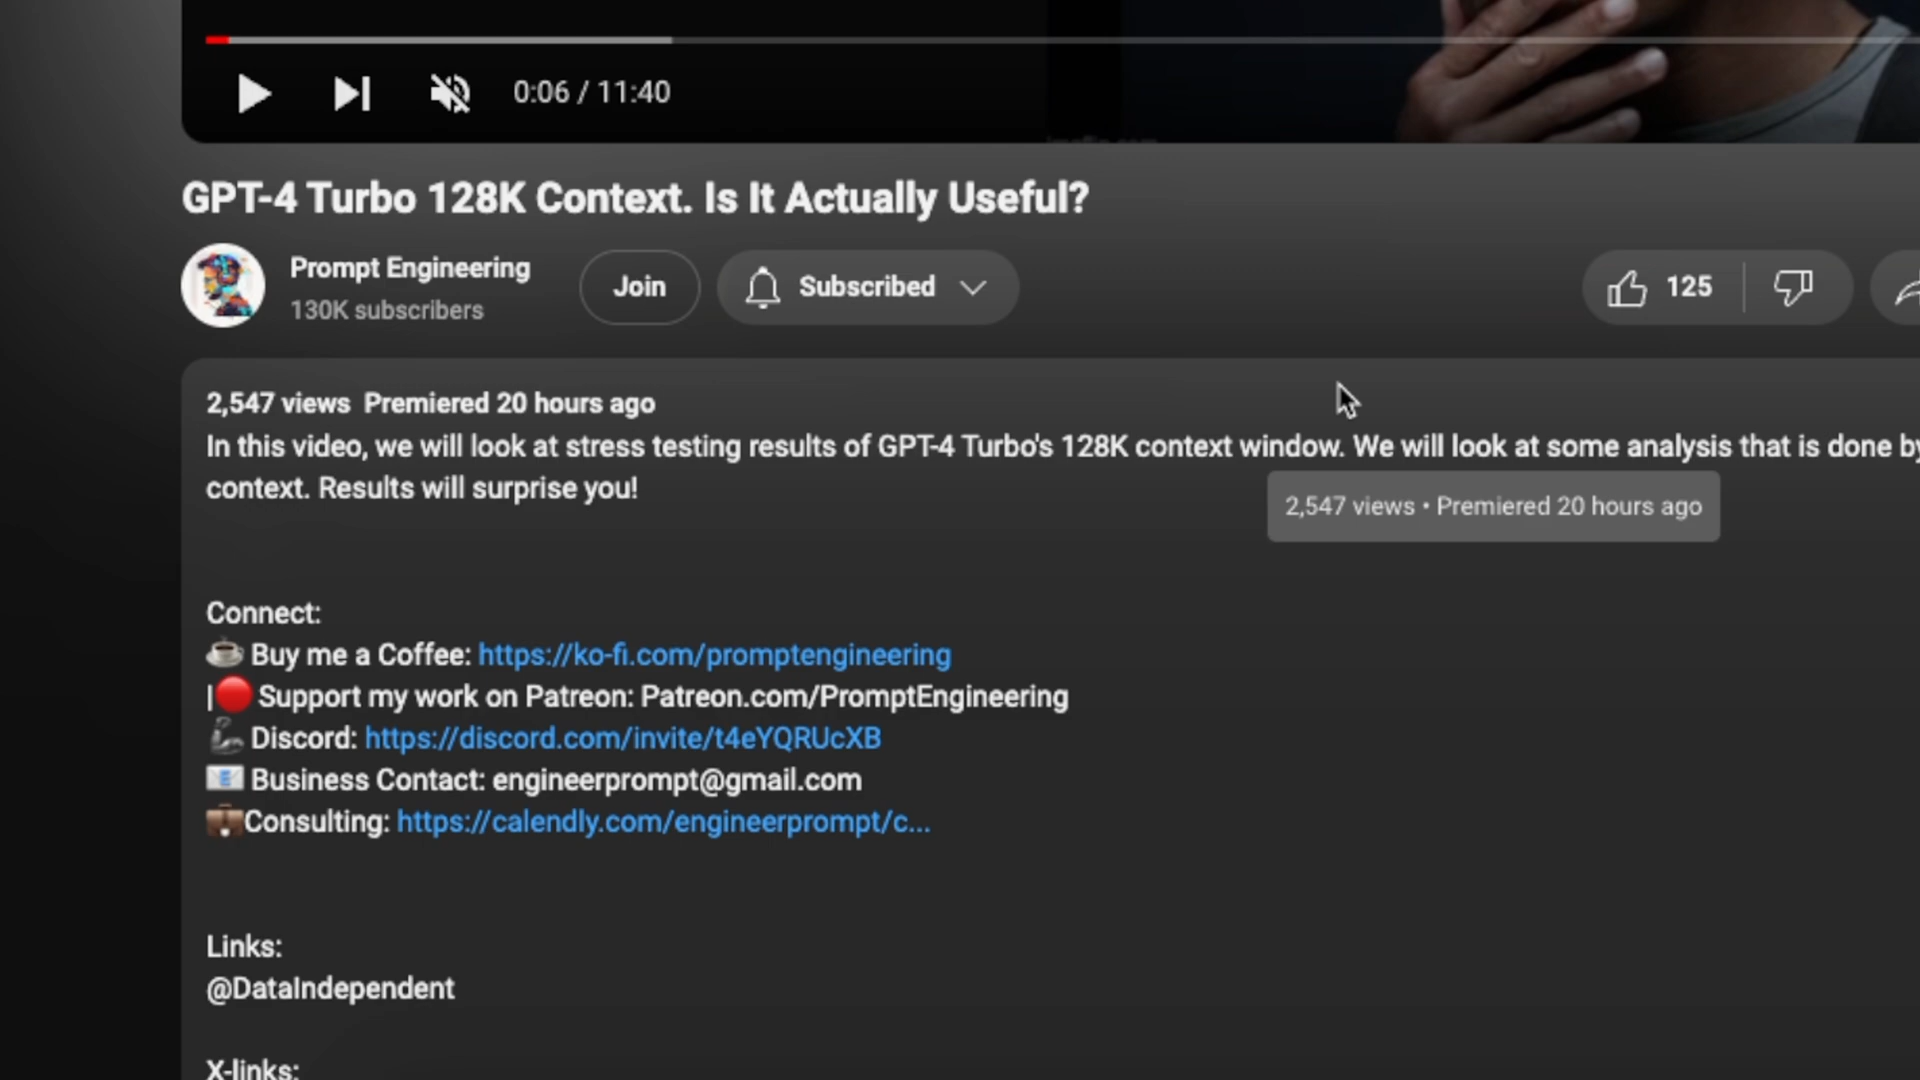 0:06 / 11:40
GPT-4 Turbo 128K Context. Is It Actually Useful?
Prompt Engineering
130K subscribers
Join
Subscribed
125
2,547 views Premiered 20 hours ago
In this video, we will look at stress testing results of GPT-4 Turbo's 128K context window. We will look at some analysis that is done by
context. Results will surprise you!
2,547 views • Premiered 20 hours ago
Connect:
☕ Buy me a Coffee: https://ko-fi.com/promptengineering
|🔴 Support my work on Patreon: Patreon.com/PromptEngineering
🦾 Discord: https://discord.com/invite/t4eYQRUcXB
📧 Business Contact: engineerprompt@gmail.com
💼Consulting: https://calendly.com/engineerprompt/c...
Links:
@DataIndependent
X-links: